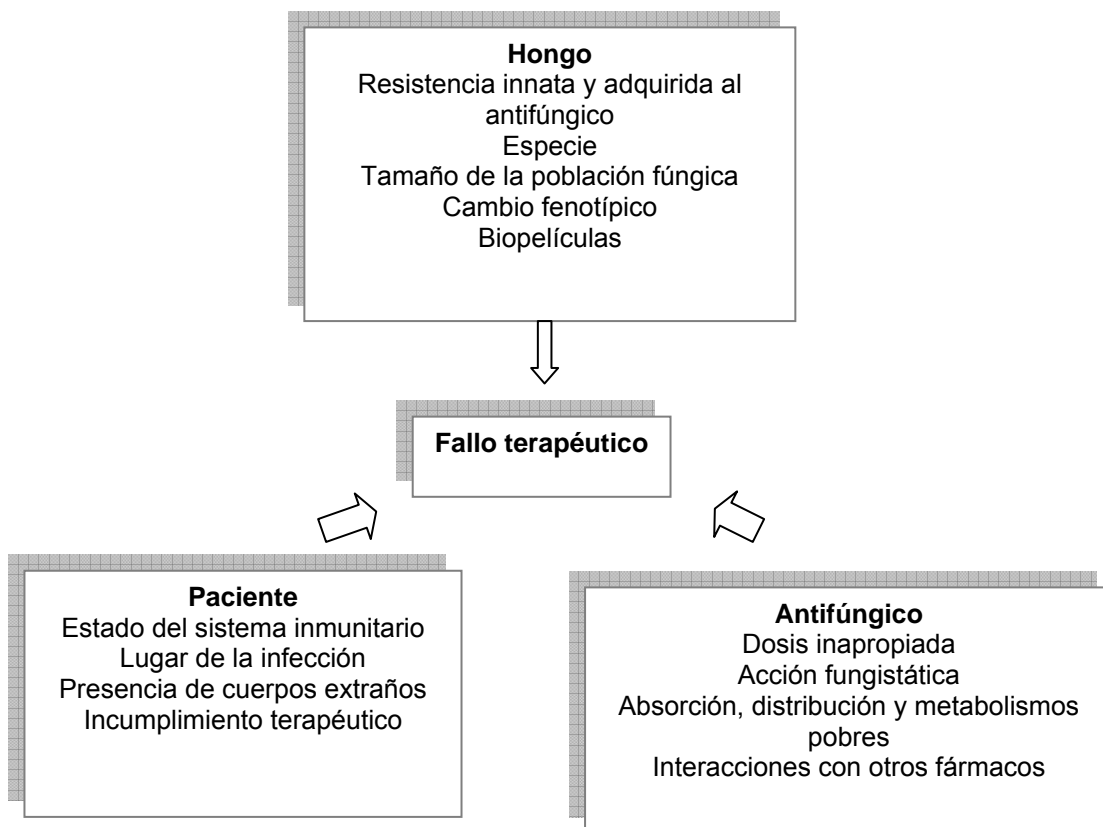 Hongo
Resistencia innata y adquirida al
antifúngico
Especie
Tamaño de la población fúngica
Cambio fenotípico
Biopelículas
Fallo terapéutico
Paciente
Estado del sistema inmunitario
Lugar de la infección
Presencia de cuerpos extraños
Incumplimiento terapéutico
Antifúngico
Dosis inapropiada
Acción fungistática
Absorción, distribución y metabolismos
pobres
Interacciones con otros fármacos